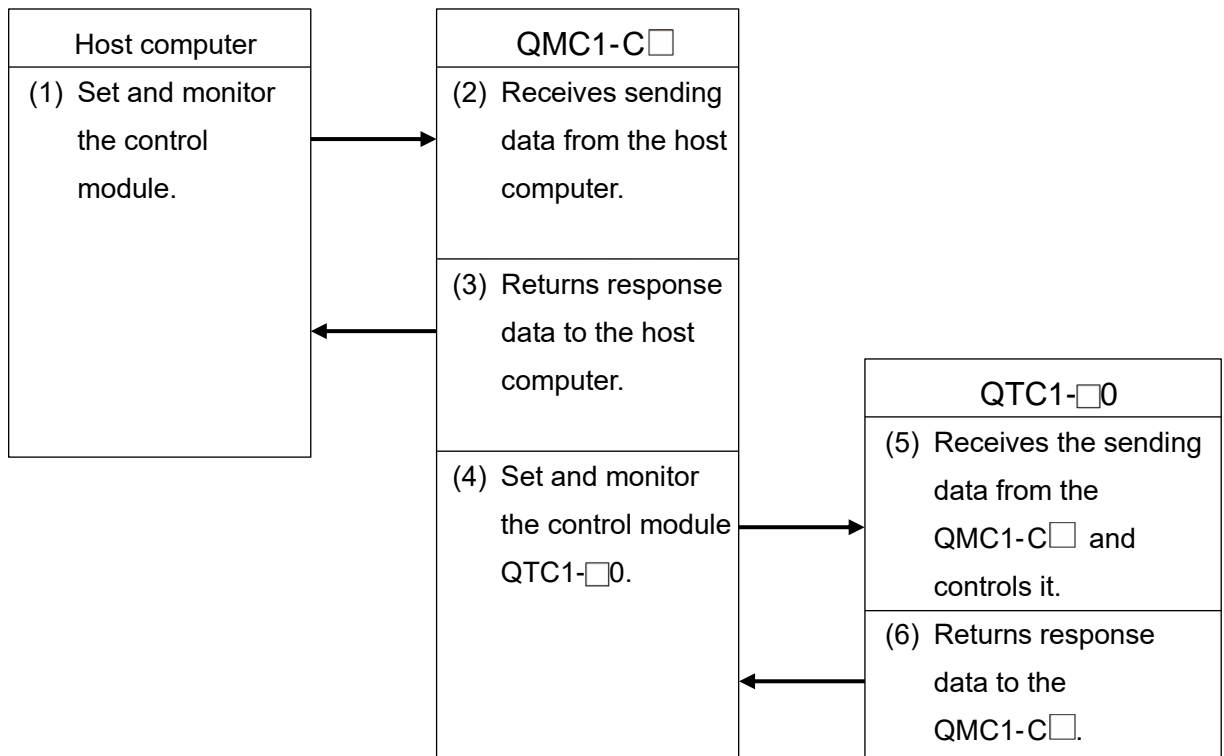 Host computer
(1) Set and monitor
the control
module.
QMC1-C□
(2) Receives sending
data from the host
computer.
(3) Returns response
data to the host
computer.
(4) Set and monitor
the control module
QTC1-□0.
QTC1-□0
(5) Receives the sending
data from the
QMC1-C□ and
controls it.
(6) Returns response
data to the
QMC1-C□.